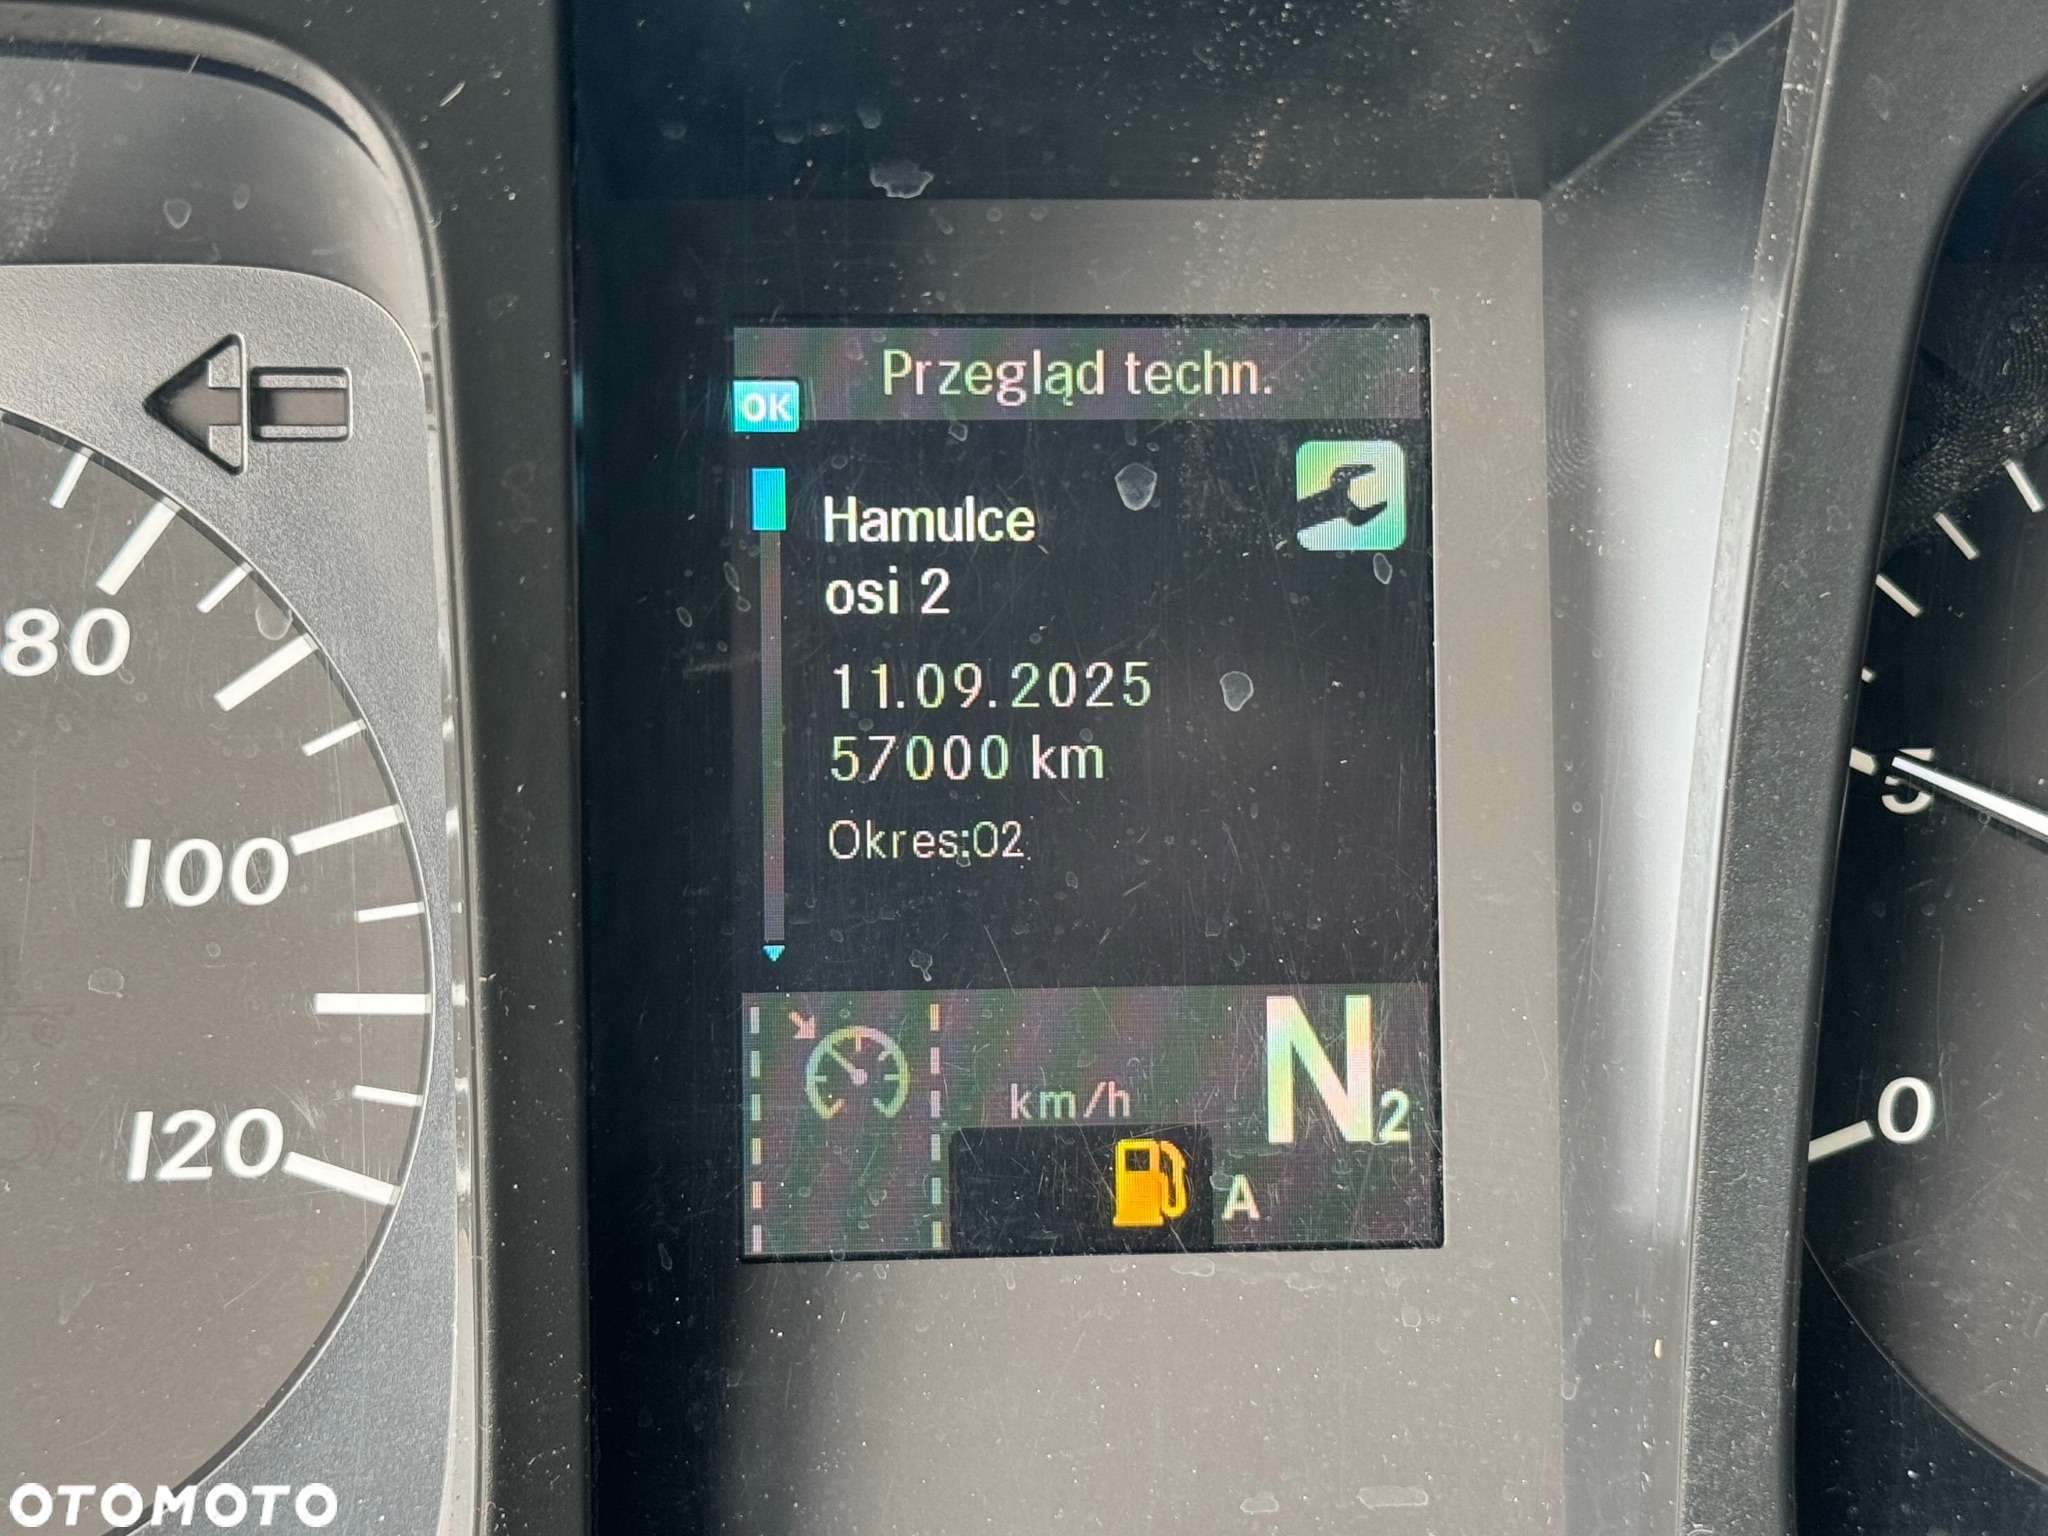 Przegląd techn.
OK
Hamulce
osi 2
11.09.2025
57000 km
Okres:02
km/h
N2
A
80
100
120
5
0
OTOMOTO